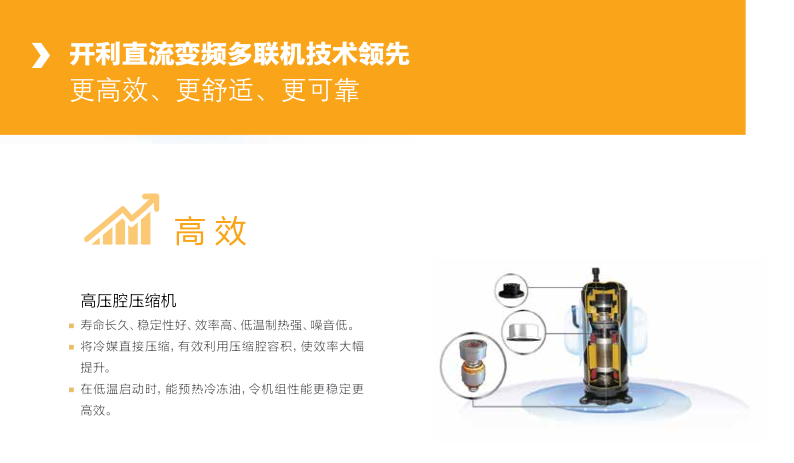 开利直流变频多联机技术领先
更高效、更舒适、更可靠
高效
高压腔压缩机
寿命长久、稳定性好、效率高、低温制热强、噪音低。
将冷媒直接压缩，有效利用压缩腔容积，使效率大幅
提升。
在低温启动时，能预热冷冻油，令机组性能更稳定更
高效。